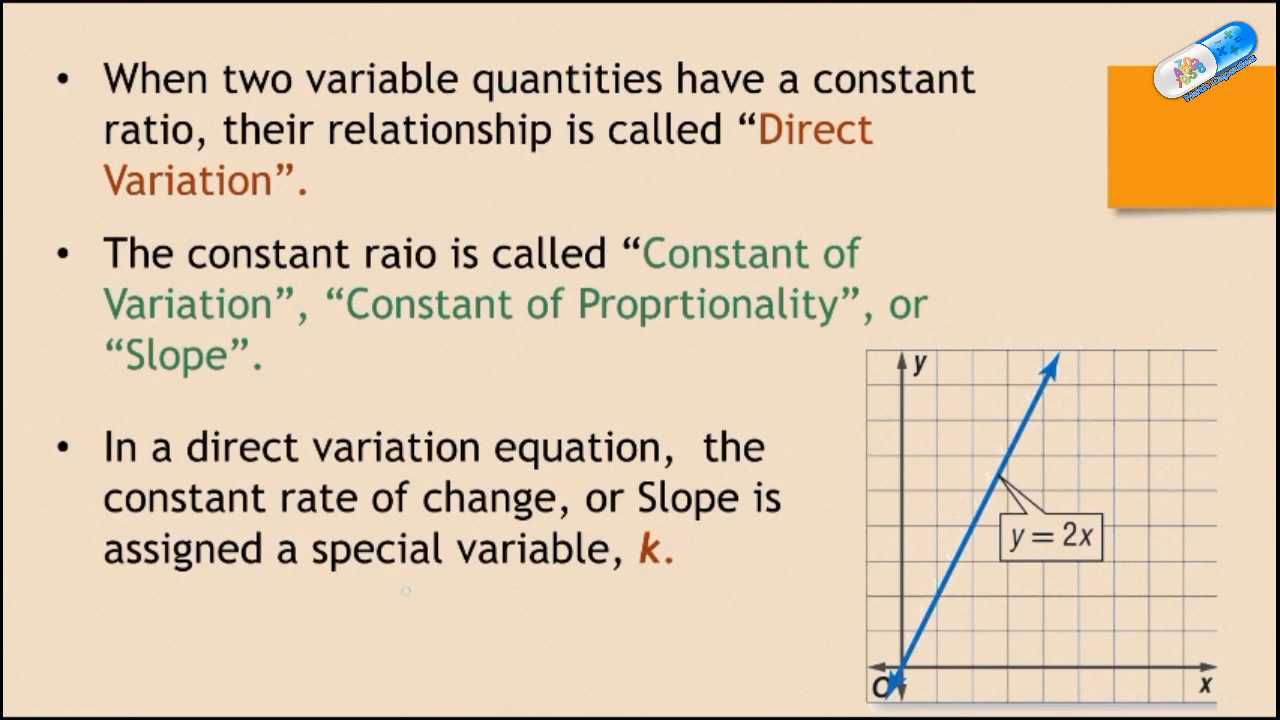 • When two variable quantities have a constant
ratio, their relationship is called “Direct
Variation”.
• The constant raio is called “Constant of
Variation”, “Constant of Proprtionality”, or
“Slope”.
• In a direct variation equation,  the
constant rate of change, or Slope is
assigned a special variable, k.
y
y = 2x
O
x